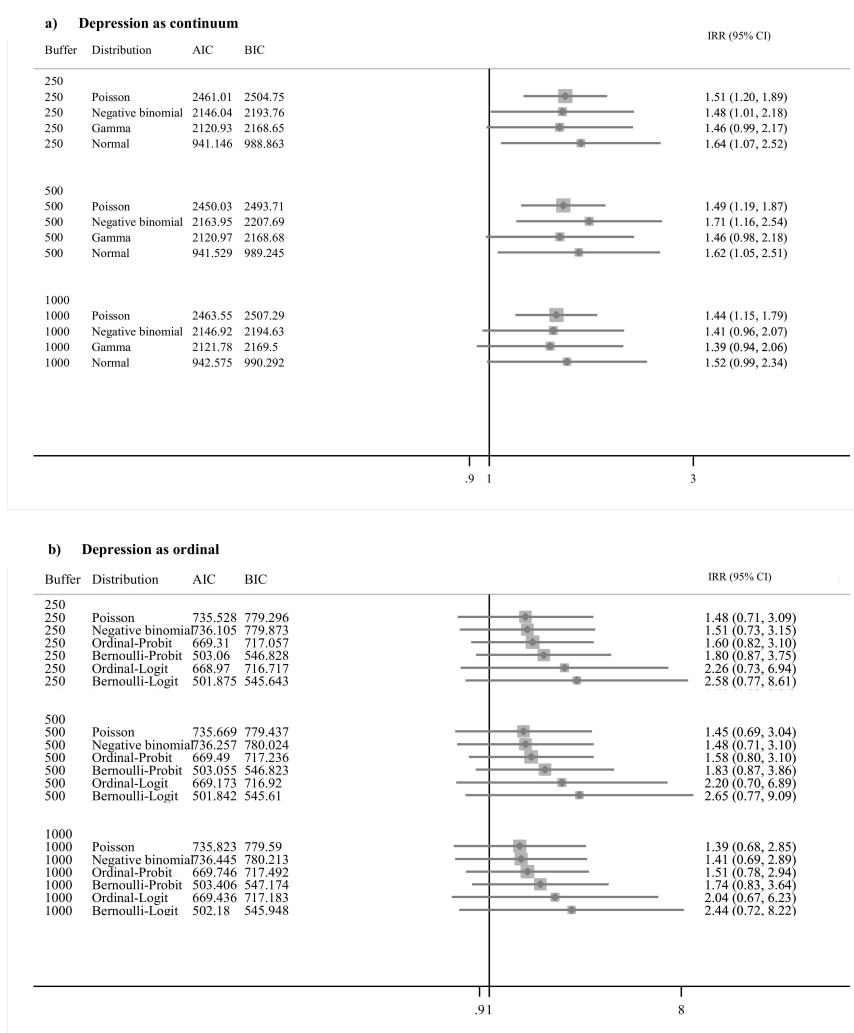 a) Depression as continuum
IRR (95% CI)
Buffer Distribution AIC BIC
250
250 Poisson 2461.01 2504.75 1.51 (1.20, 1.89)
250 Negative binomial 2146.04 2193.76 1.48 (1.01, 2.18)
250 Gamma 2120.93 2168.65 1.46 (0.99, 2.17)
250 Normal 941.146 988.863 1.64 (1.07, 2.52)
500
500 Poisson 2450.03 2493.71 1.49 (1.19, 1.87)
500 Negative binomial 2163.95 2207.69 1.71 (1.16, 2.54)
500 Gamma 2120.97 2168.68 1.46 (0.98, 2.18)
500 Normal 941.529 989.245 1.62 (1.05, 2.51)
1000
1000 Poisson 2463.55 2507.29 1.44 (1.15, 1.79)
1000 Negative binomial 2146.92 2194.63 1.41 (0.96, 2.07)
1000 Gamma 2121.78 2169.5 1.39 (0.94, 2.06)
1000 Normal 942.575 990.292 1.52 (0.99, 2.34)
.9 1 3
b) Depression as ordinal
Buffer Distribution AIC BIC IRR (95% CI)
250
250 Poisson 735.528 779.296 1.48 (0.71, 3.09)
250 Negative binomial 736.105 779.873 1.51 (0.73, 3.15)
250 Ordinal-Probit 669.31 717.057 1.60 (0.82, 3.10)
250 Bernoulli-Probit 503.06 546.828 1.80 (0.87, 3.75)
250 Ordinal-Logit 668.97 716.717 2.26 (0.73, 6.94)
250 Bernoulli-Logit 501.875 545.643 2.58 (0.77, 8.61)
500
500 Poisson 735.669 779.437 1.45 (0.69, 3.04)
500 Negative binomial 736.257 780.024 1.48 (0.71, 3.10)
500 Ordinal-Probit 669.49 717.236 1.58 (0.80, 3.10)
500 Bernoulli-Probit 503.055 546.823 1.83 (0.87, 3.86)
500 Ordinal-Logit 669.173 716.92 2.20 (0.70, 6.89)
500 Bernoulli-Logit 501.842 545.61 2.65 (0.77, 9.09)
1000
1000 Poisson 735.823 779.59 1.39 (0.68, 2.85)
1000 Negative binomial 736.445 780.213 1.41 (0.69, 2.89)
1000 Ordinal-Probit 669.746 717.492 1.51 (0.78, 2.94)
1000 Bernoulli-Probit 503.406 547.174 1.74 (0.83, 3.64)
1000 Ordinal-Logit 669.436 717.183 2.04 (0.67, 6.23)
1000 Bernoulli-Logit 502.18 545.948 2.44 (0.72, 8.22)
.9 1 8